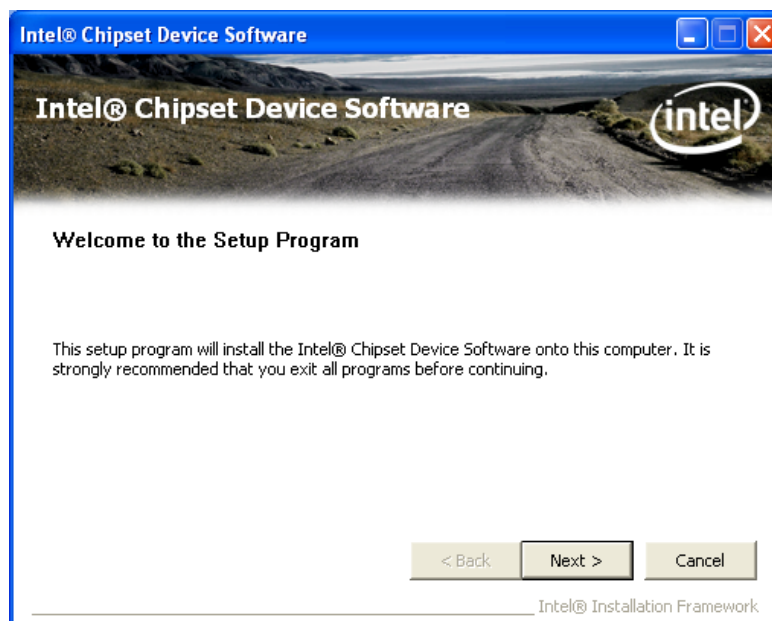 Intel® Chipset Device Software
Intel® Chipset Device Software
intel
Welcome to the Setup Program
This setup program will install the Intel® Chipset Device Software onto this computer. It is
strongly recommended that you exit all programs before continuing.
< Back
Next >
Cancel
Intel® Installation Framework